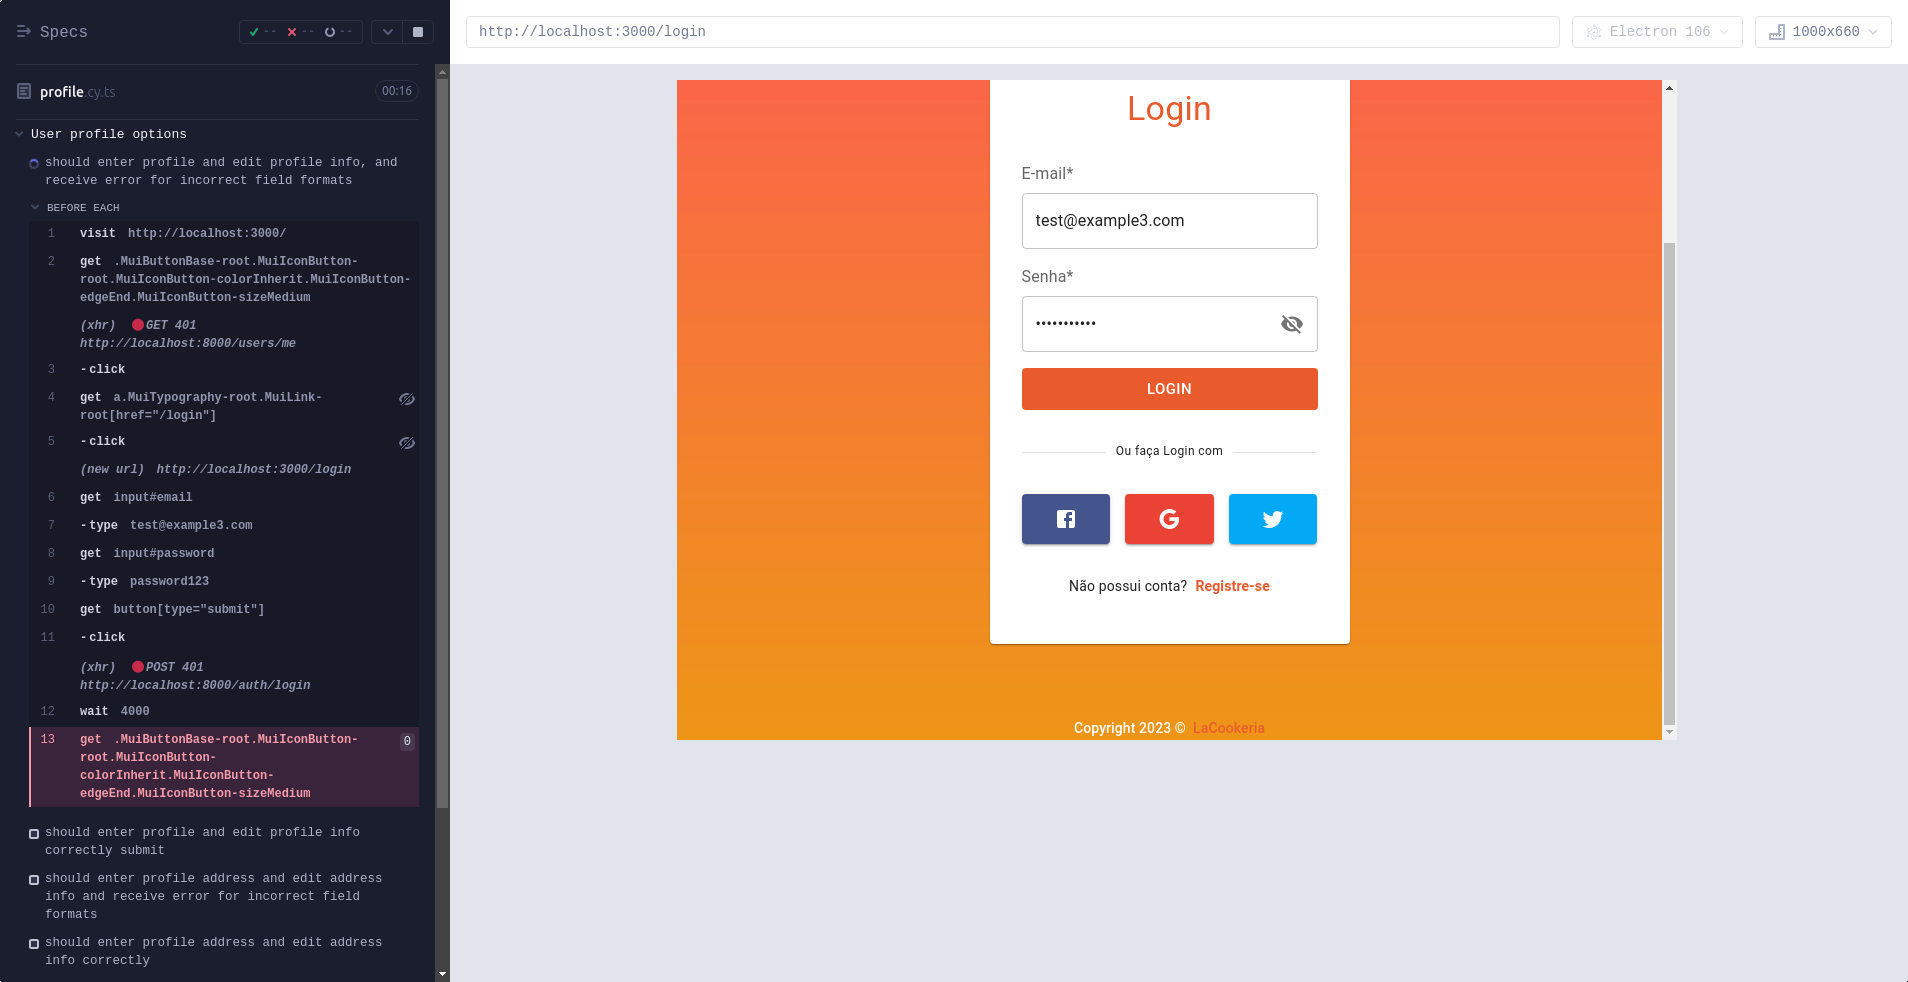 Specs
-- -- --
profile.cy.ts
00:16
User profile options
should enter profile and edit profile info, and
receive error for incorrect field formats
BEFORE EACH
1 visit http://localhost:3000/
2 get .MuiButtonBase-root.MuiIconButton-
root.MuiIconButton-colorInherit.MuiIconButton-
edgeEnd.MuiIconButton-sizeMedium
(xhr) GET 401
http://localhost:8000/users/me
3 -click
4 get a.MuiTypography-root.MuiLink-
root[href="/login"]
5 -click
(new url) http://localhost:3000/login
6 get input#email
7 -type test@example3.com
8 get input#password
9 -type password123
10 get button[type="submit"]
11 -click
(xhr) POST 401
http://localhost:8000/auth/login
12 wait 4000
13 get .MuiButtonBase-root.MuiIconButton- 0
root.MuiIconButton-
colorInherit.MuiIconButton-
edgeEnd.MuiIconButton-sizeMedium
should enter profile and edit profile info
correctly submit
should enter profile address and edit address
info and receive error for incorrect field
formats
should enter profile address and edit address
info correctly
http://localhost:3000/login
Electron 106
1000x660
Login
E-mail*
test@example3.com
Senha*
•••••••••••
LOGIN
Ou faça Login com
Não possui conta? Registre-se
Copyright 2023 © LaCookeria